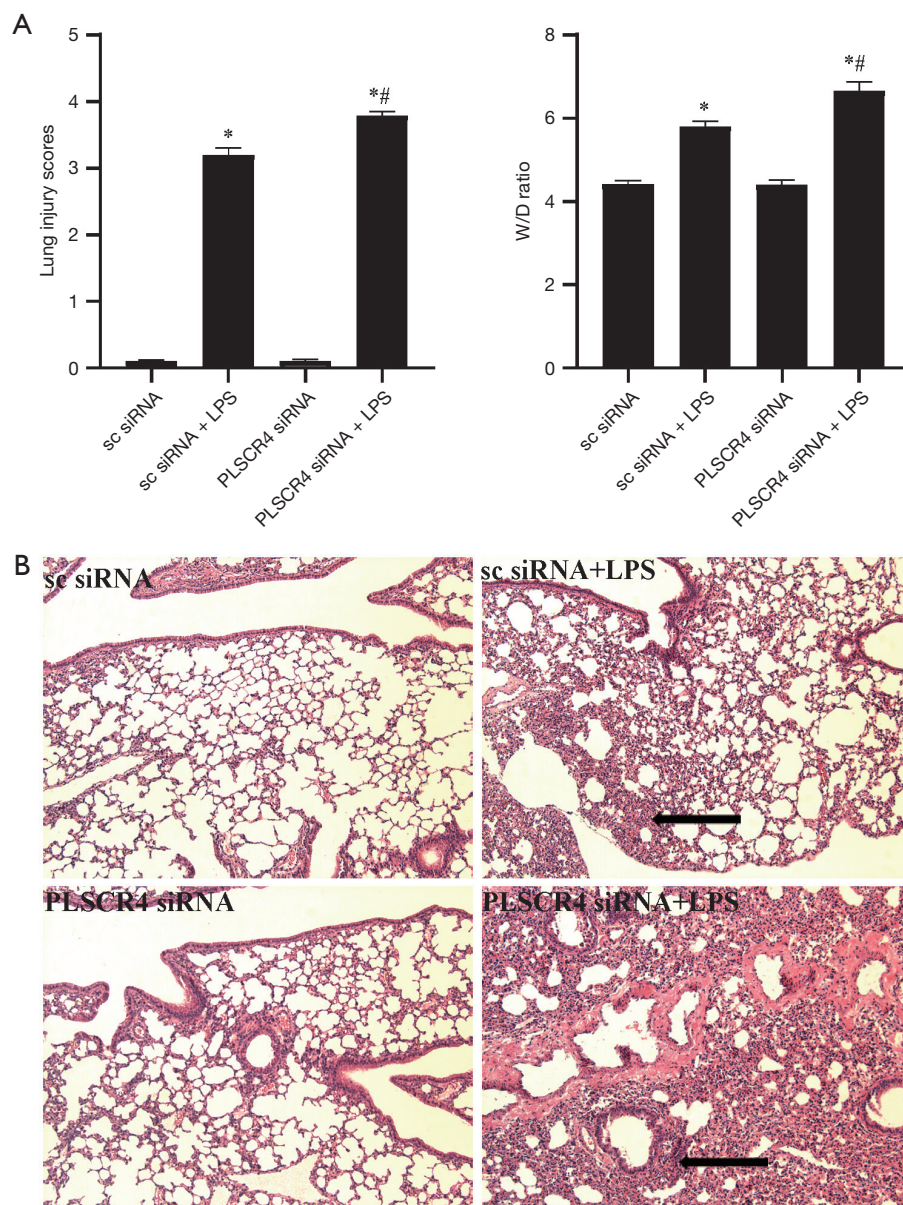 A
5
4
3
2
1
0
Lung injury scores
*
*#
sc siRNA
sc siRNA + LPS
PLSCR4 siRNA
PLSCR4 siRNA + LPS
8
6
4
2
0
W/D ratio
*
*#
sc siRNA
sc siRNA + LPS
PLSCR4 siRNA
PLSCR4 siRNA + LPS
B
sc siRNA
sc siRNA+LPS
PLSCR4 siRNA
PLSCR4 siRNA+LPS